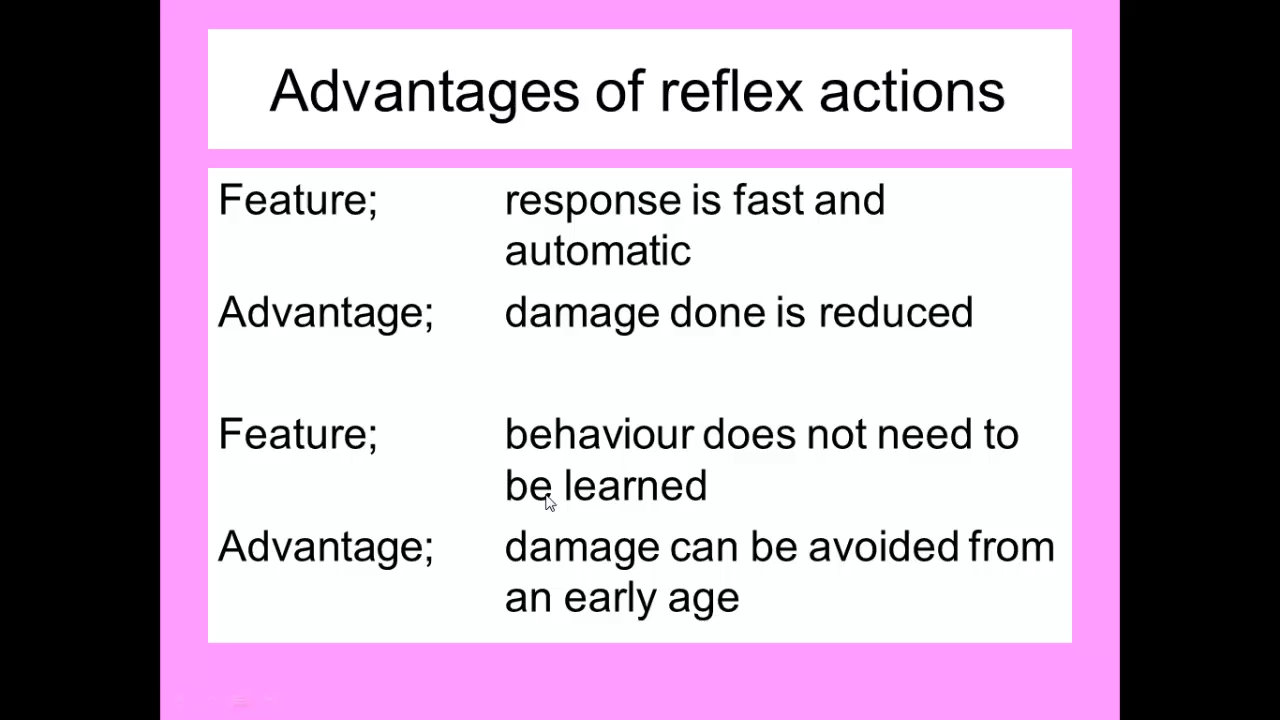 Advantages of reflex actions
Feature; response is fast and
automatic
Advantage; damage done is reduced
Feature; behaviour does not need to
be learned
Advantage; damage can be avoided from
an early age